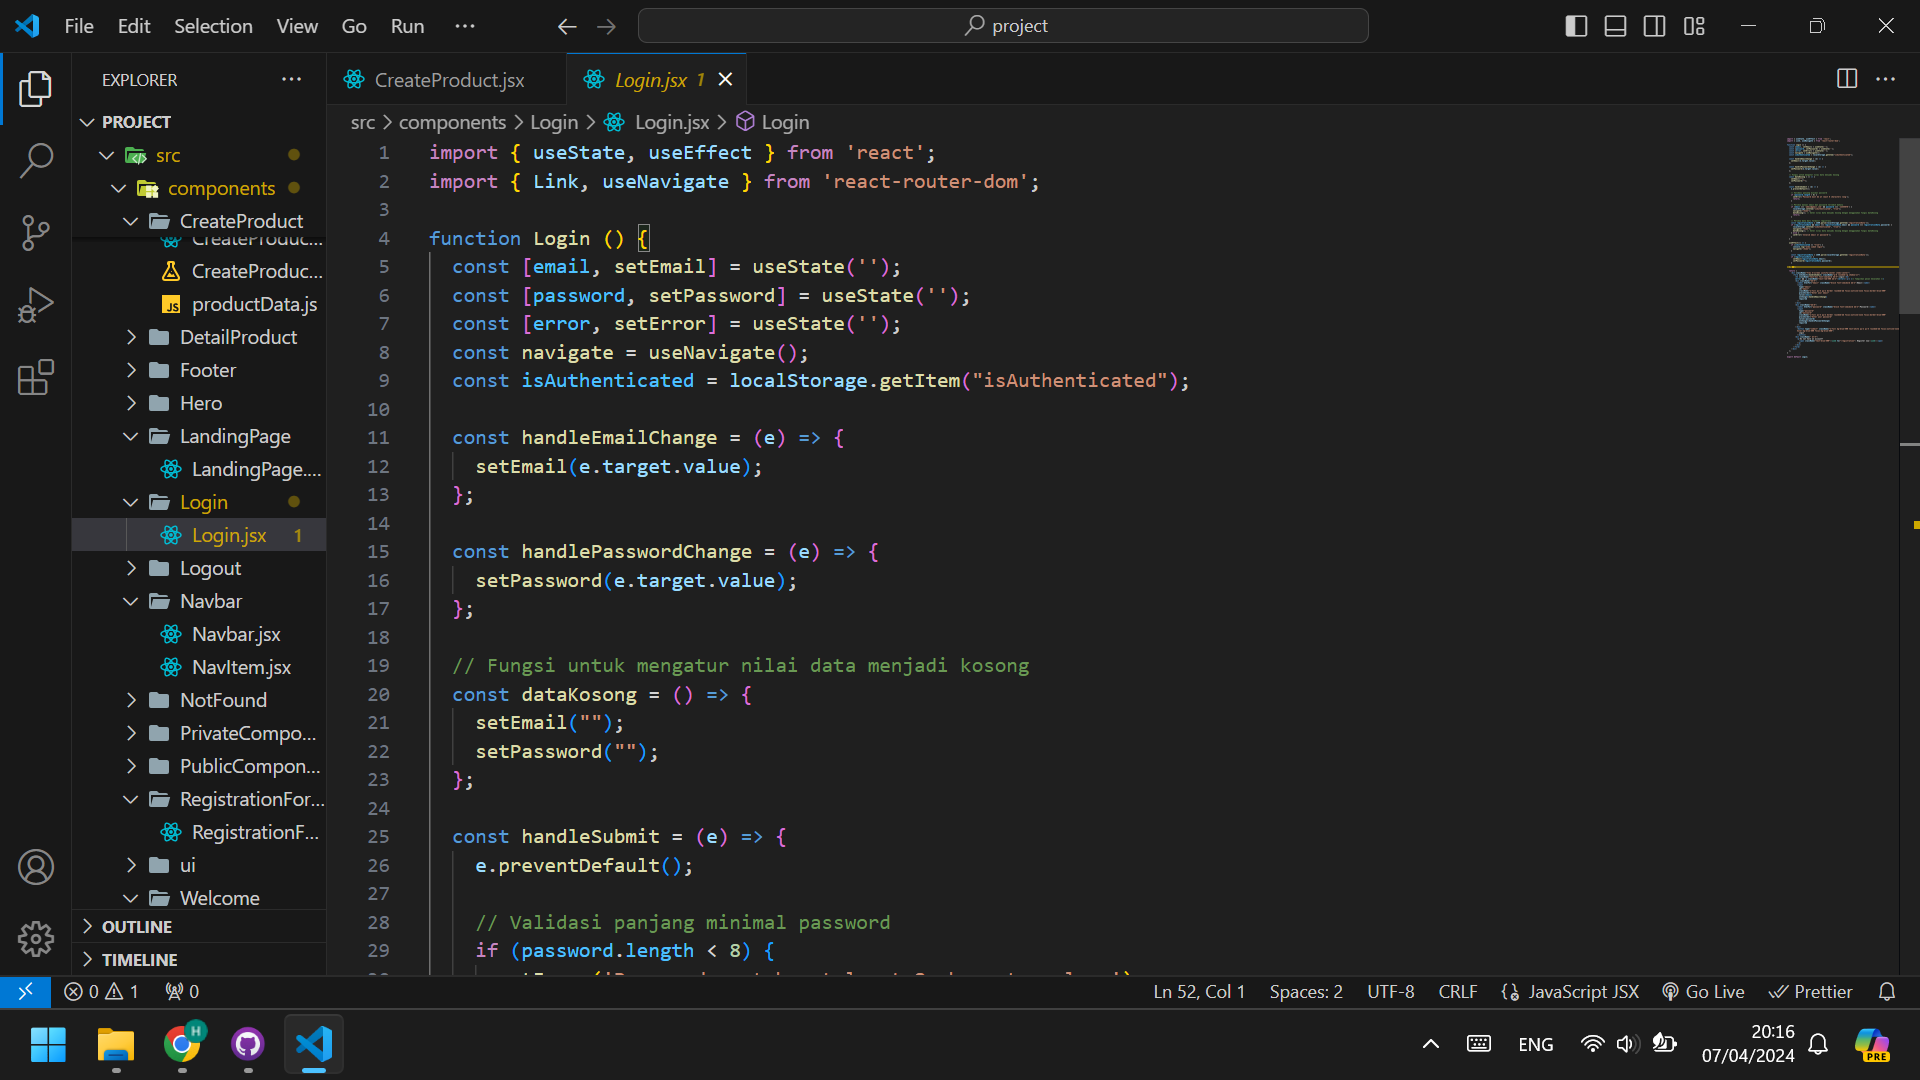 File Edit Selection View Go Run ···
project
EXPLORER ···
PROJECT
src
components
CreateProduct
CreateProduc...
CreateProduc...
JS productData.js
DetailProduct
Footer
Hero
LandingPage
LandingPage....
Login
Login.jsx 1
Logout
Navbar
Navbar.jsx
NavItem.jsx
NotFound
PrivateCompo...
PublicCompon...
RegistrationFor...
RegistrationF...
ui
Welcome
OUTLINE
TIMELINE
CreateProduct.jsx Login.jsx 1
src > components > Login > Login.jsx > Login
1 import { useState, useEffect } from 'react';
2 import { Link, useNavigate } from 'react-router-dom';
3
4 function Login () {
5 const [email, setEmail] = useState('');
6 const [password, setPassword] = useState('');
7 const [error, setError] = useState('');
8 const navigate = useNavigate();
9 const isAuthenticated = localStorage.getItem("isAuthenticated");
10
11 const handleEmailChange = (e) => {
12 setEmail(e.target.value);
13 };
14
15 const handlePasswordChange = (e) => {
16 setPassword(e.target.value);
17 };
18
19 // Fungsi untuk mengatur nilai data menjadi kosong
20 const dataKosong = () => {
21 setEmail("");
22 setPassword("");
23 };
24
25 const handleSubmit = (e) => {
26 e.preventDefault();
27
28 // Validasi panjang minimal password
29 if (password.length < 8) {
0 1 0
Ln 52, Col 1 Spaces: 2 UTF-8 CRLF JavaScript JSX Go Live Prettier
H
ENG
20:16
07/04/2024
PRE